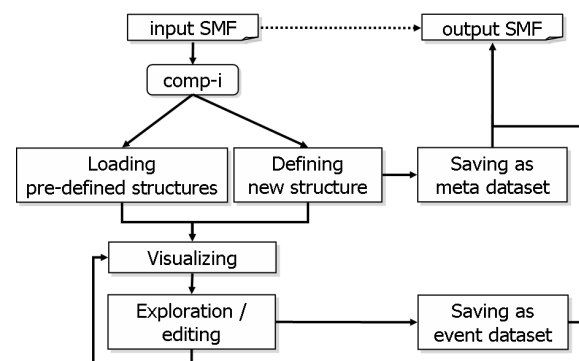 input SMF
output SMF
comp-i
Loading
pre-defined structures
Defining
new structure
Saving as
meta dataset
Visualizing
Exploration /
editing
Saving as
event dataset